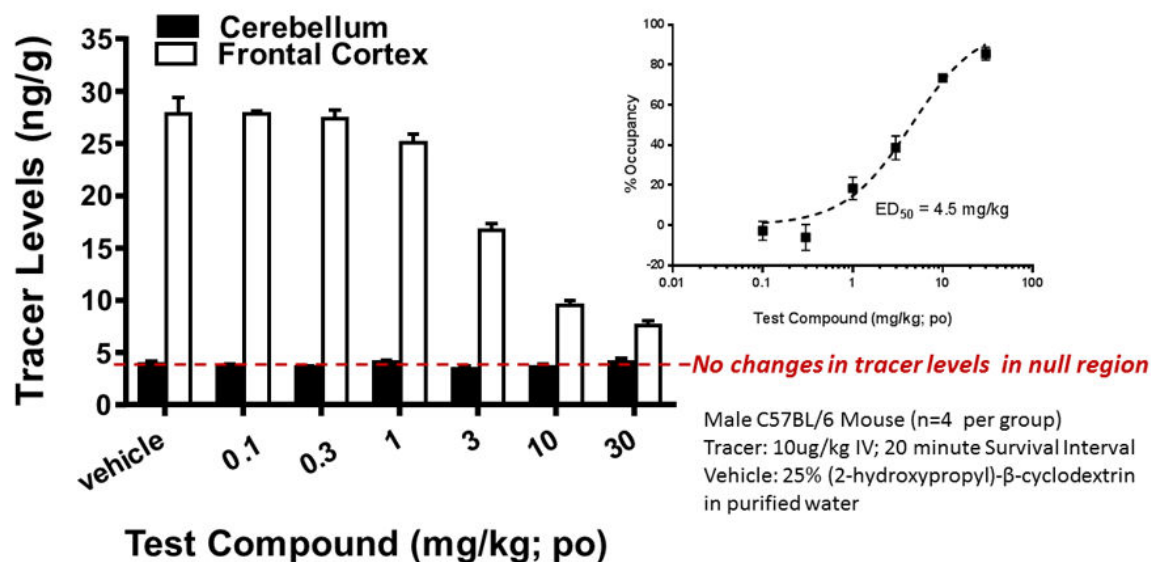 Tracer Levels (ng/g)
35
30
25
20
15
10
5
0
Cerebellum
Frontal Cortex
vehicle
0.1
0.3
1
3
10
30
Test Compound (mg/kg; po)
% Occupancy
100
80
60
40
20
0
-20
0.01
0.1
1
10
100
ED50 = 4.5 mg/kg
Test Compound (mg/kg; po)
No changes in tracer levels in null region
Male C57BL/6 Mouse (n=4 per group)
Tracer: 10ug/kg IV; 20 minute Survival Interval
Vehicle: 25% (2-hydroxypropyl)-β-cyclodextrin
in purified water